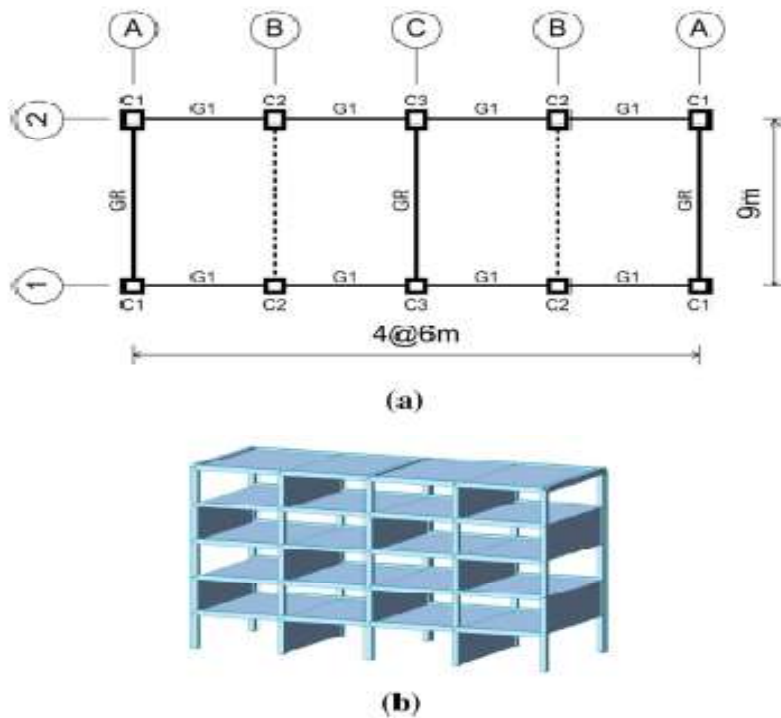 A B C B A
C1 C2 C3 C2 C1
2 G1 G1 G1 G1
GR GR GR 9m
1 G1 G1 G1 G1
C1 C2 C3 C2 C1
4@6m
(a)
(b)